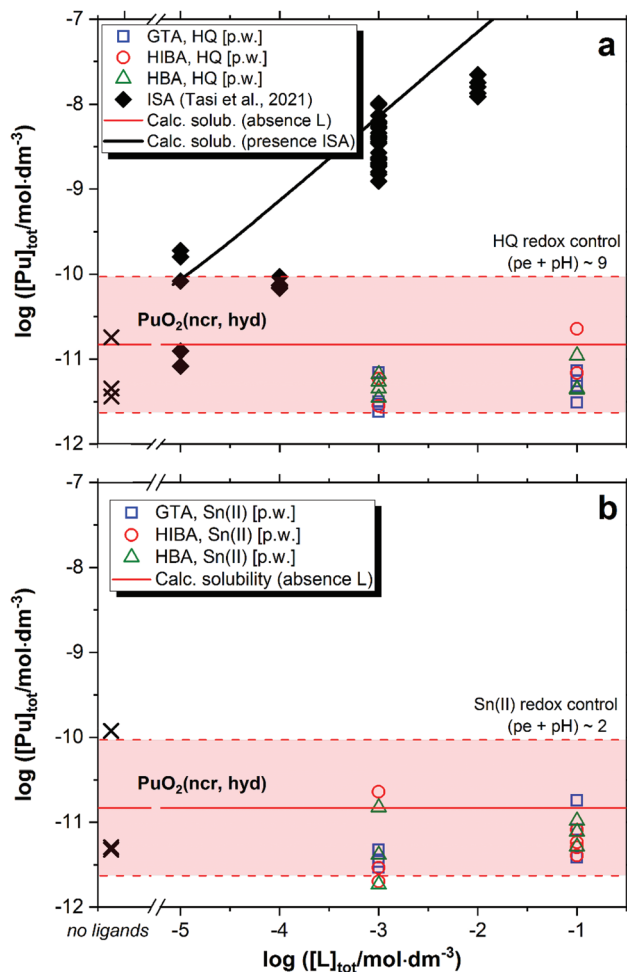 -7
-8
-9
-10
-11
-12
log ([Pu]tot/mol·dm-3)
GTA, HQ [p.w.]
HIBA, HQ [p.w.]
HBA, HQ [p.w.]
ISA (Tasi et al., 2021)
Calc. solub. (absence L)
Calc. solub. (presence ISA)
a
HQ redox control
(pe + pH) ~ 9
PuO2(ncr, hyd)
-7
-8
-9
-10
-11
-12
log ([Pu]tot/mol·dm-3)
GTA, Sn(II) [p.w.]
HIBA, Sn(II) [p.w.]
HBA, Sn(II) [p.w.]
Calc. solubility (absence L)
b
Sn(II) redox control
(pe + pH) ~ 2
PuO2(ncr, hyd)
no ligands -5 -4 -3 -2 -1
log ([L]tot/mol·dm-3)